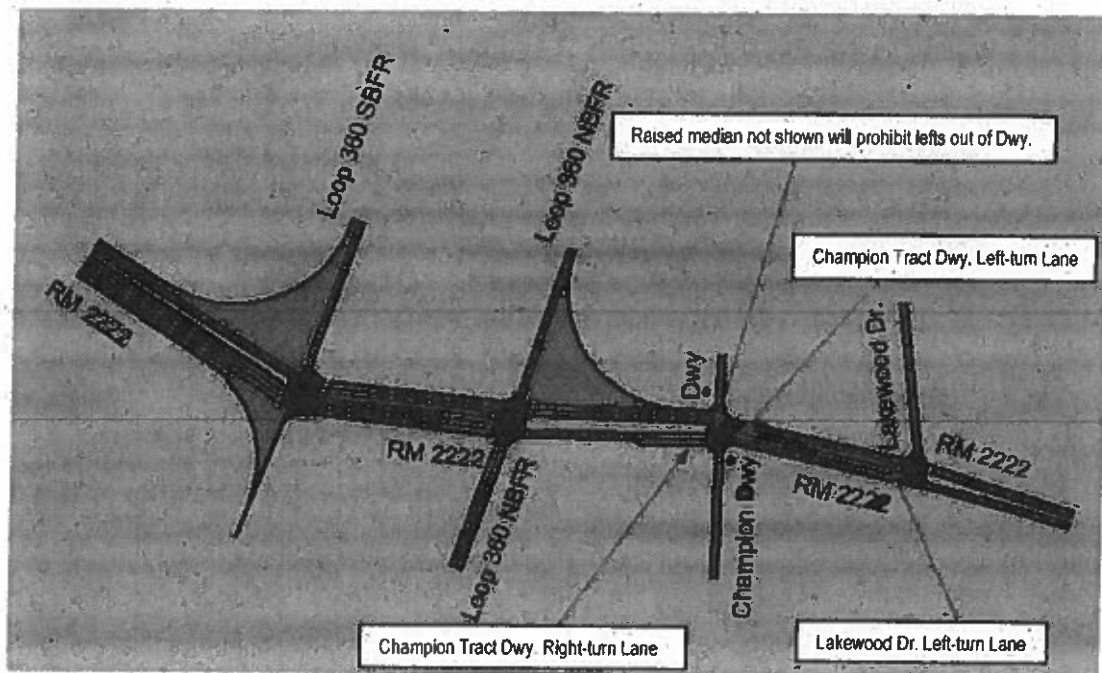 Loop 360 SBFR
Loop 360 NBFR
Raised median not shown will prohibit lefts out of Dwy.
Champion Tract Dwy. Left-turn Lane
RM 2222
Dwy
Lakewood Dr.
RM 2222
RM 2222
RM 2222
Loop 360 NBFR
Champion Dwy
Champion Tract Dwy. Right-turn Lane
Lakewood Dr. Left-turn Lane